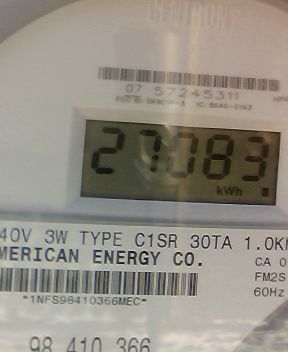 CENTRON
07 57245311
27083
kWh
40V 3W TYPE C1SR 30TA 1.0K
MERICAN ENERGY CO.
CA 0
FM2S
60Hz
*1NFS98410366MEC*
98 410 366